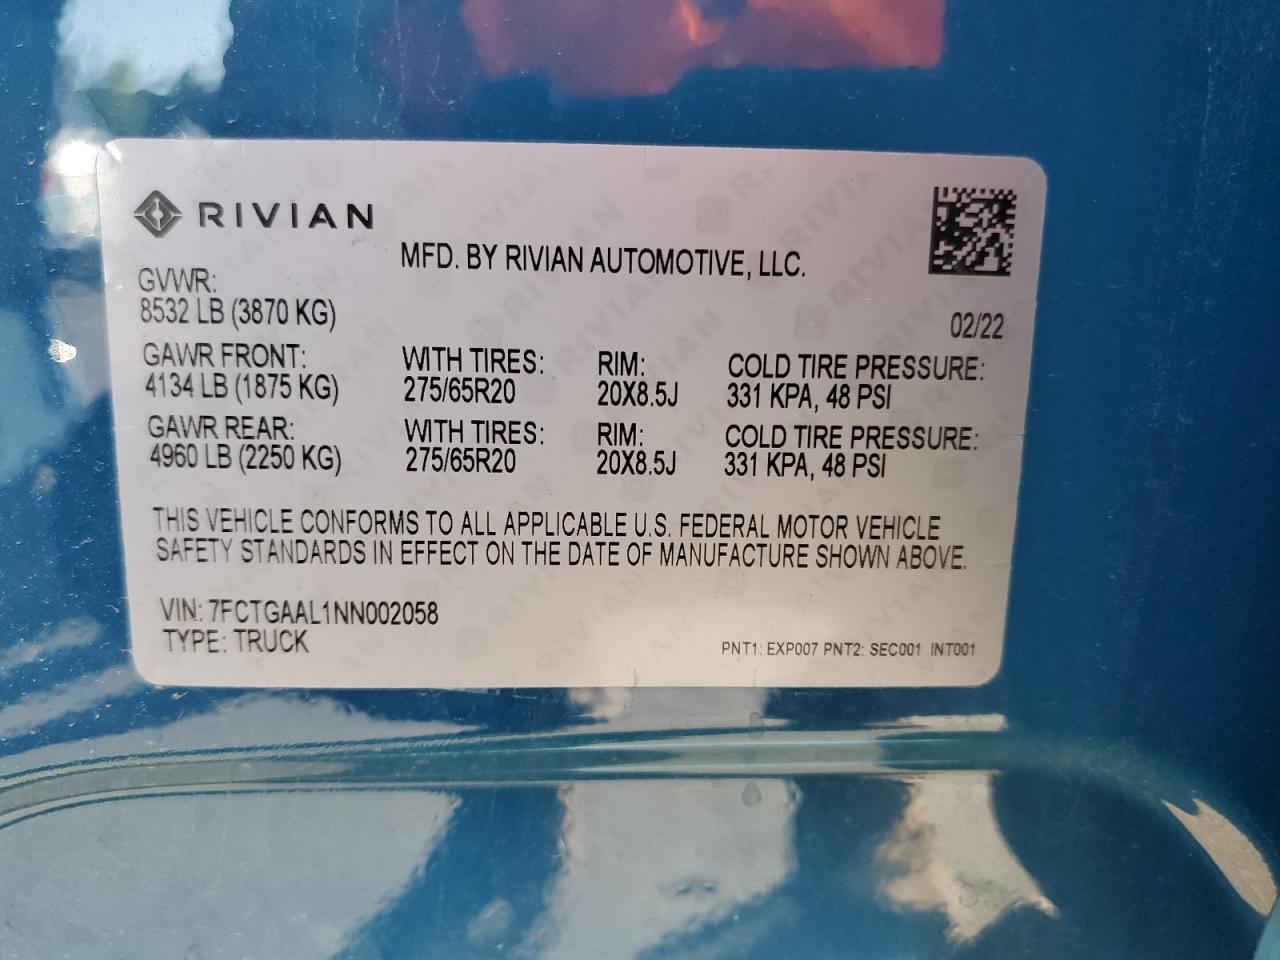 RIVIAN
MFD. BY RIVIAN AUTOMOTIVE, LLC.
GVWR:
8532 LB (3870 KG)
02/22
GAWR FRONT: WITH TIRES: RIM: COLD TIRE PRESSURE:
4134 LB (1875 KG) 275/65R20 20X8.5J 331 KPA, 48 PSI
GAWR REAR: WITH TIRES: RIM: COLD TIRE PRESSURE:
4960 LB (2250 KG) 275/65R20 20X8.5J 331 KPA, 48 PSI
THIS VEHICLE CONFORMS TO ALL APPLICABLE U.S. FEDERAL MOTOR VEHICLE
SAFETY STANDARDS IN EFFECT ON THE DATE OF MANUFACTURE SHOWN ABOVE.
VIN: 7FCTGAAL1NN002058
TYPE: TRUCK
PNT1: EXP007 PNT2: SEC001 INT001